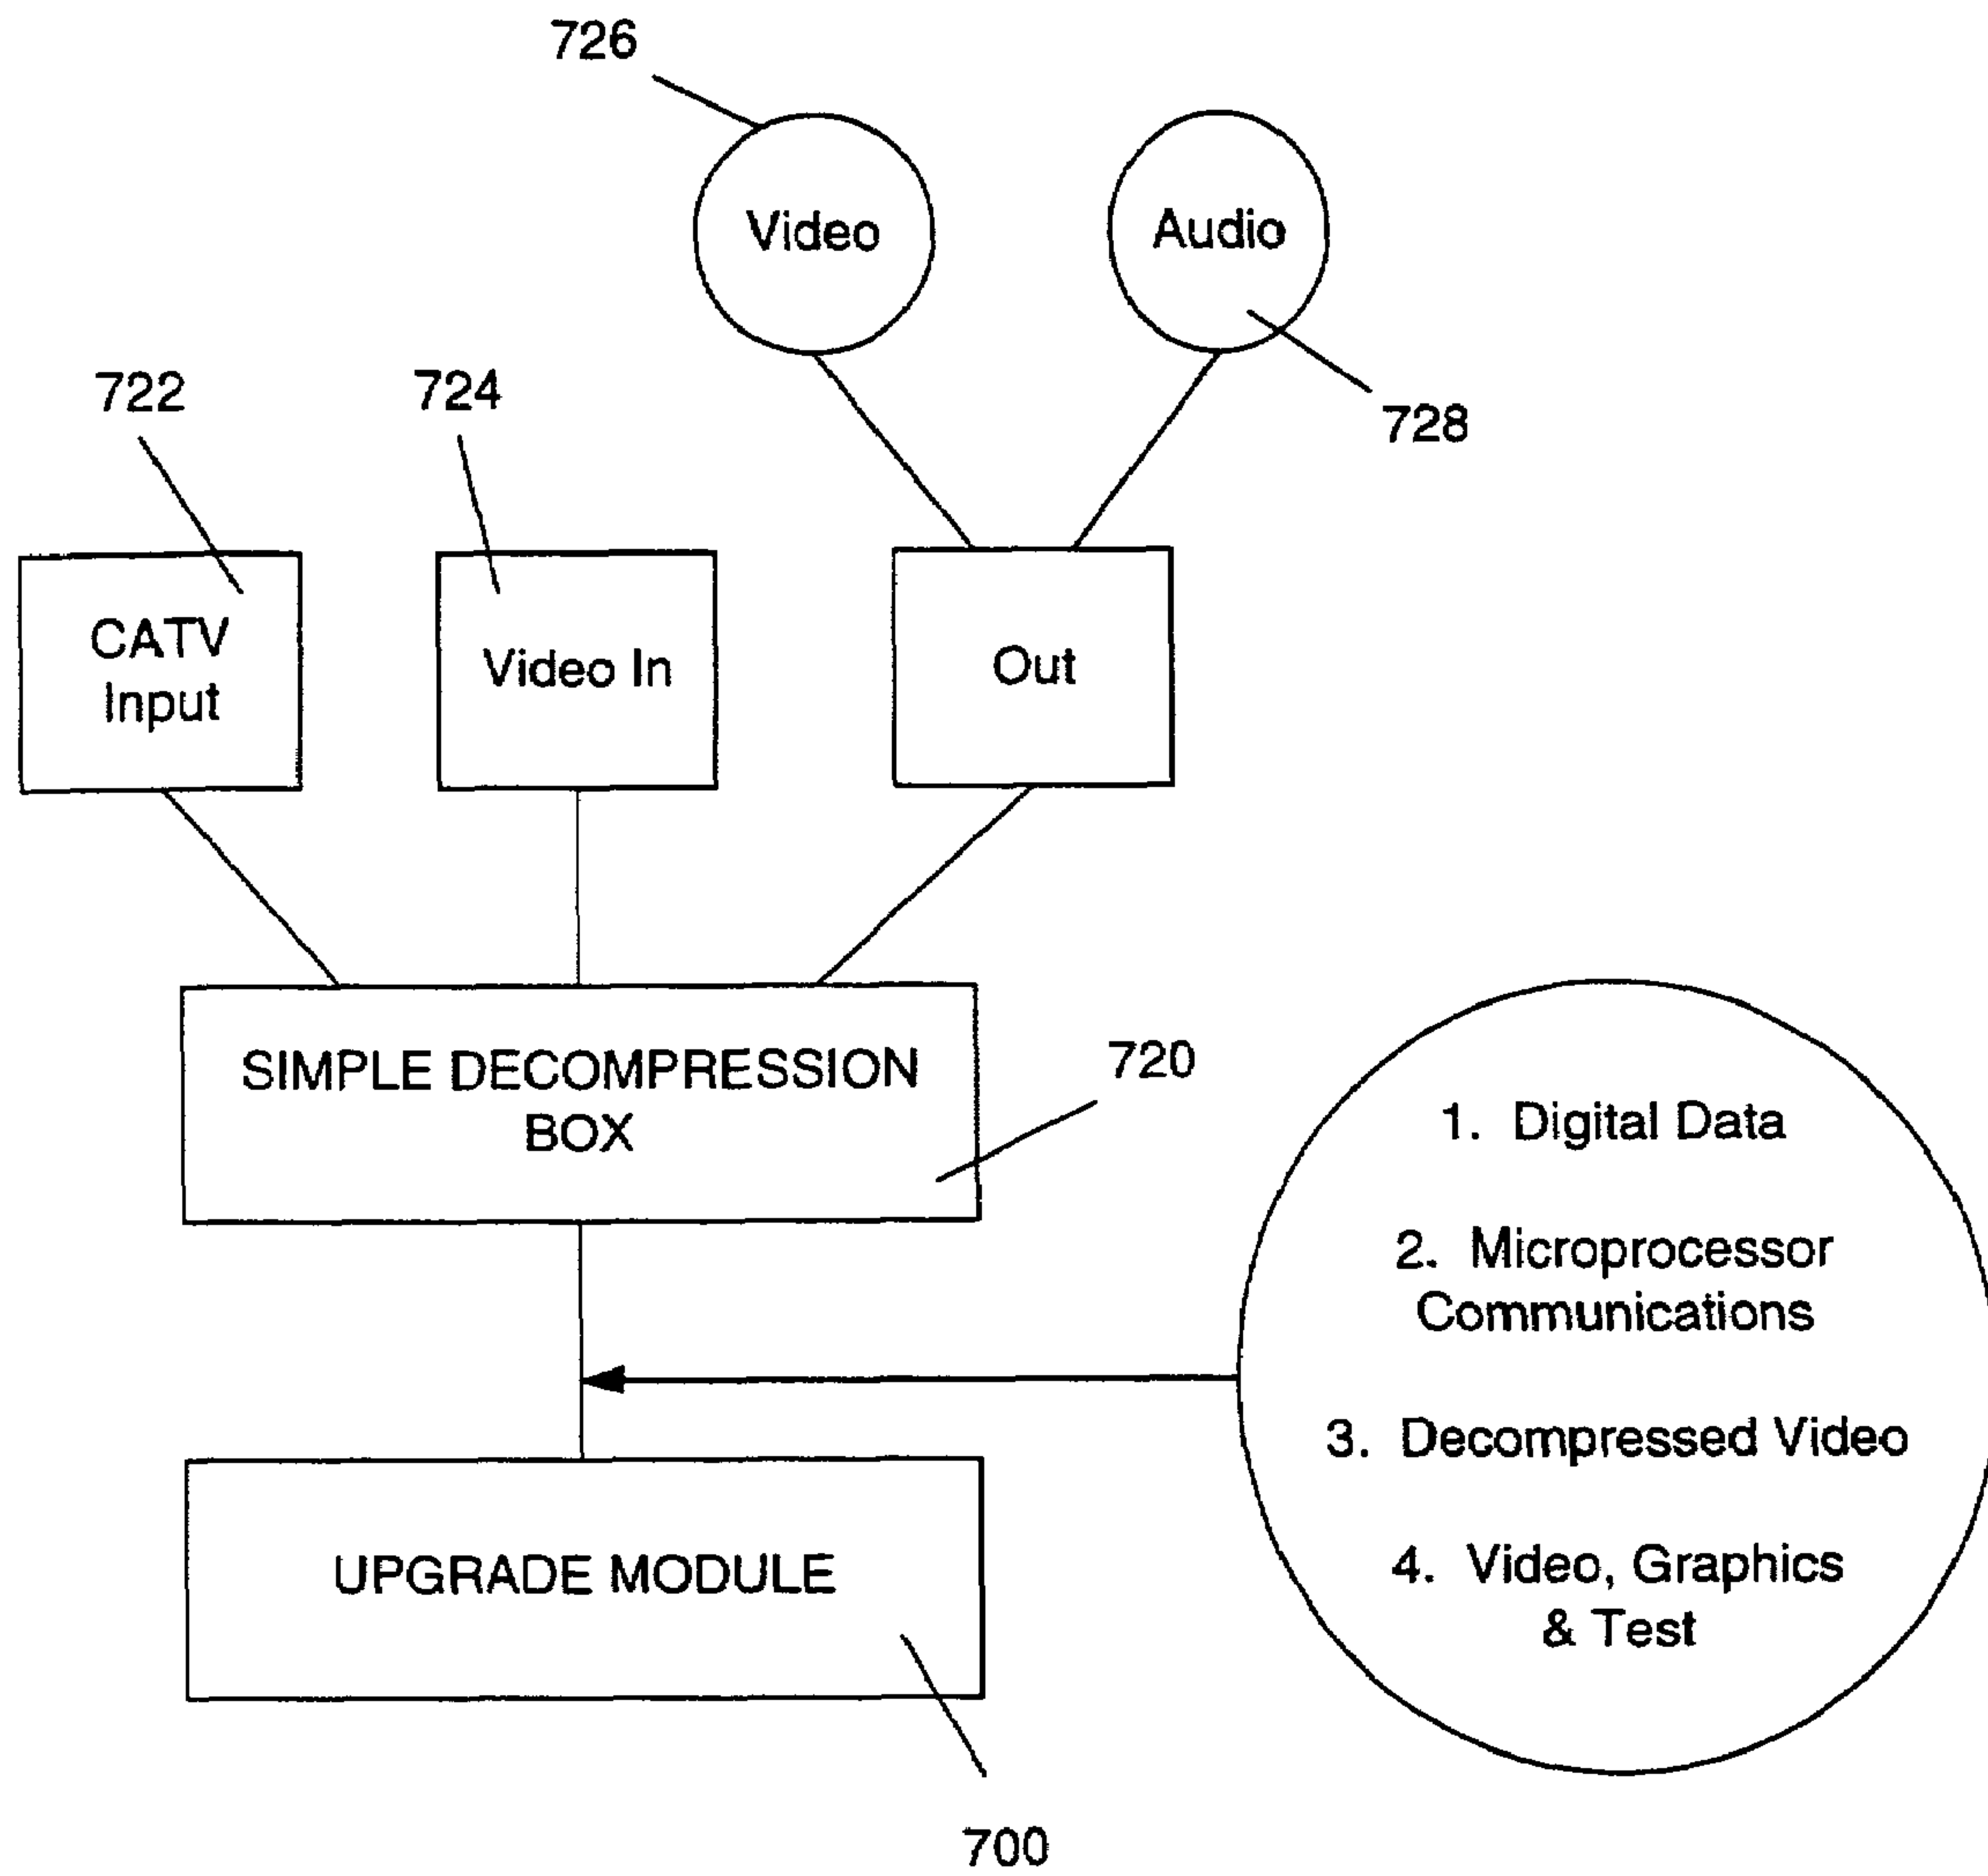 726
Video
Audio
722
724
728
CATV
Input
Video In
Out
SIMPLE DECOMPRESSION
BOX
720
1. Digital Data
2. Microprocessor
Communications
3. Decompressed Video
4. Video, Graphics
& Test
UPGRADE MODULE
700